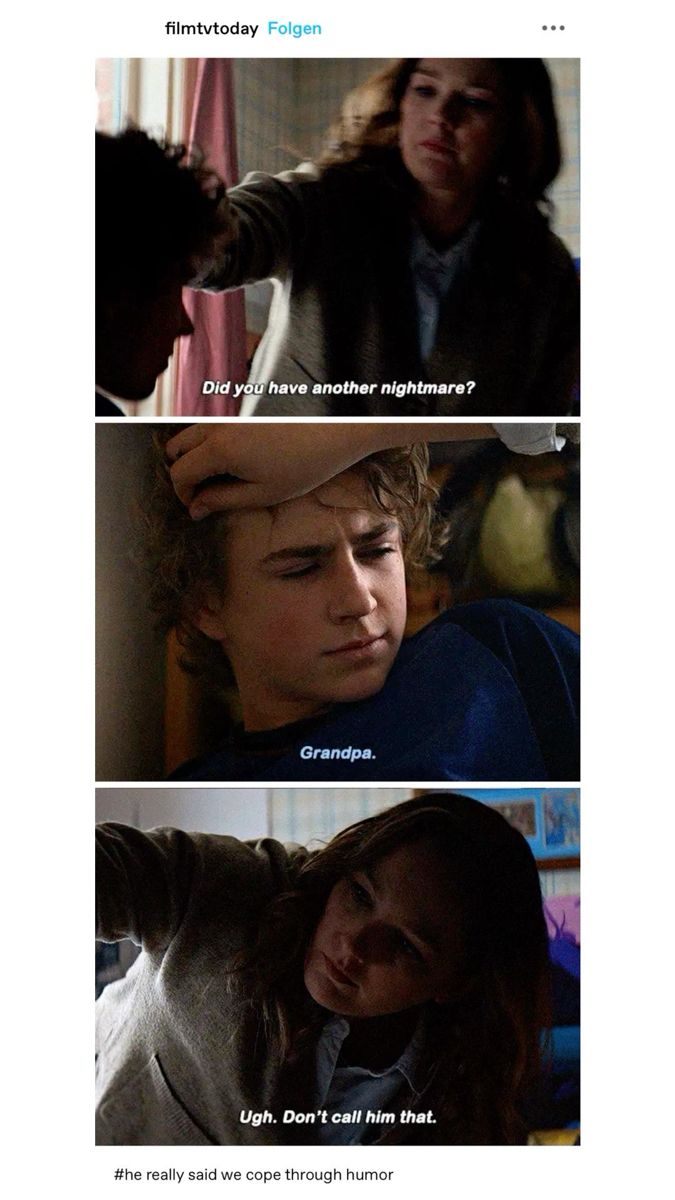 filmtvtoday Folgen
Did you have another nightmare?
Grandpa.
Ugh. Don't call him that.
#he really said we cope through humor